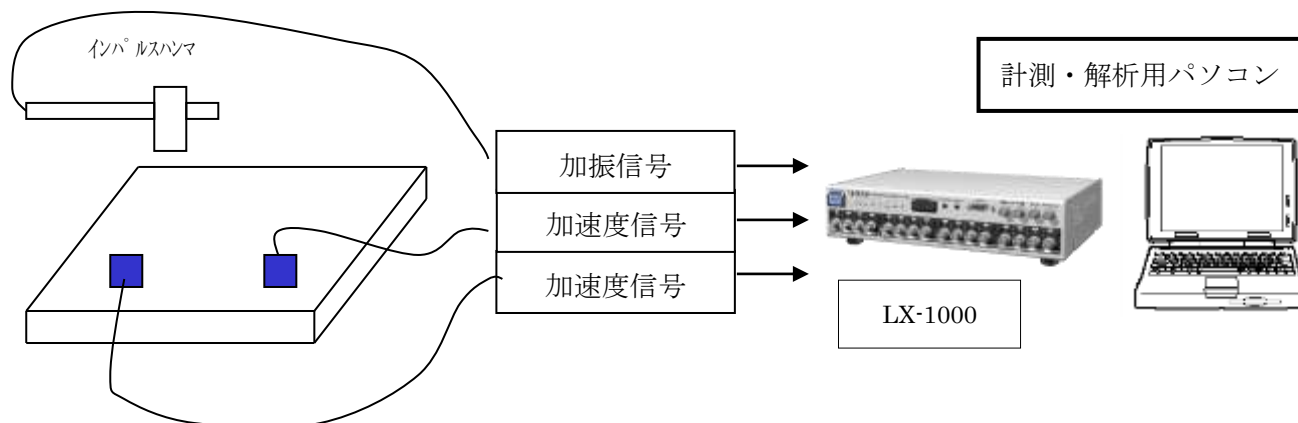 インパルスハンマ
計測・解析用パソコン
加振信号
加速度信号
加速度信号
LX-1000